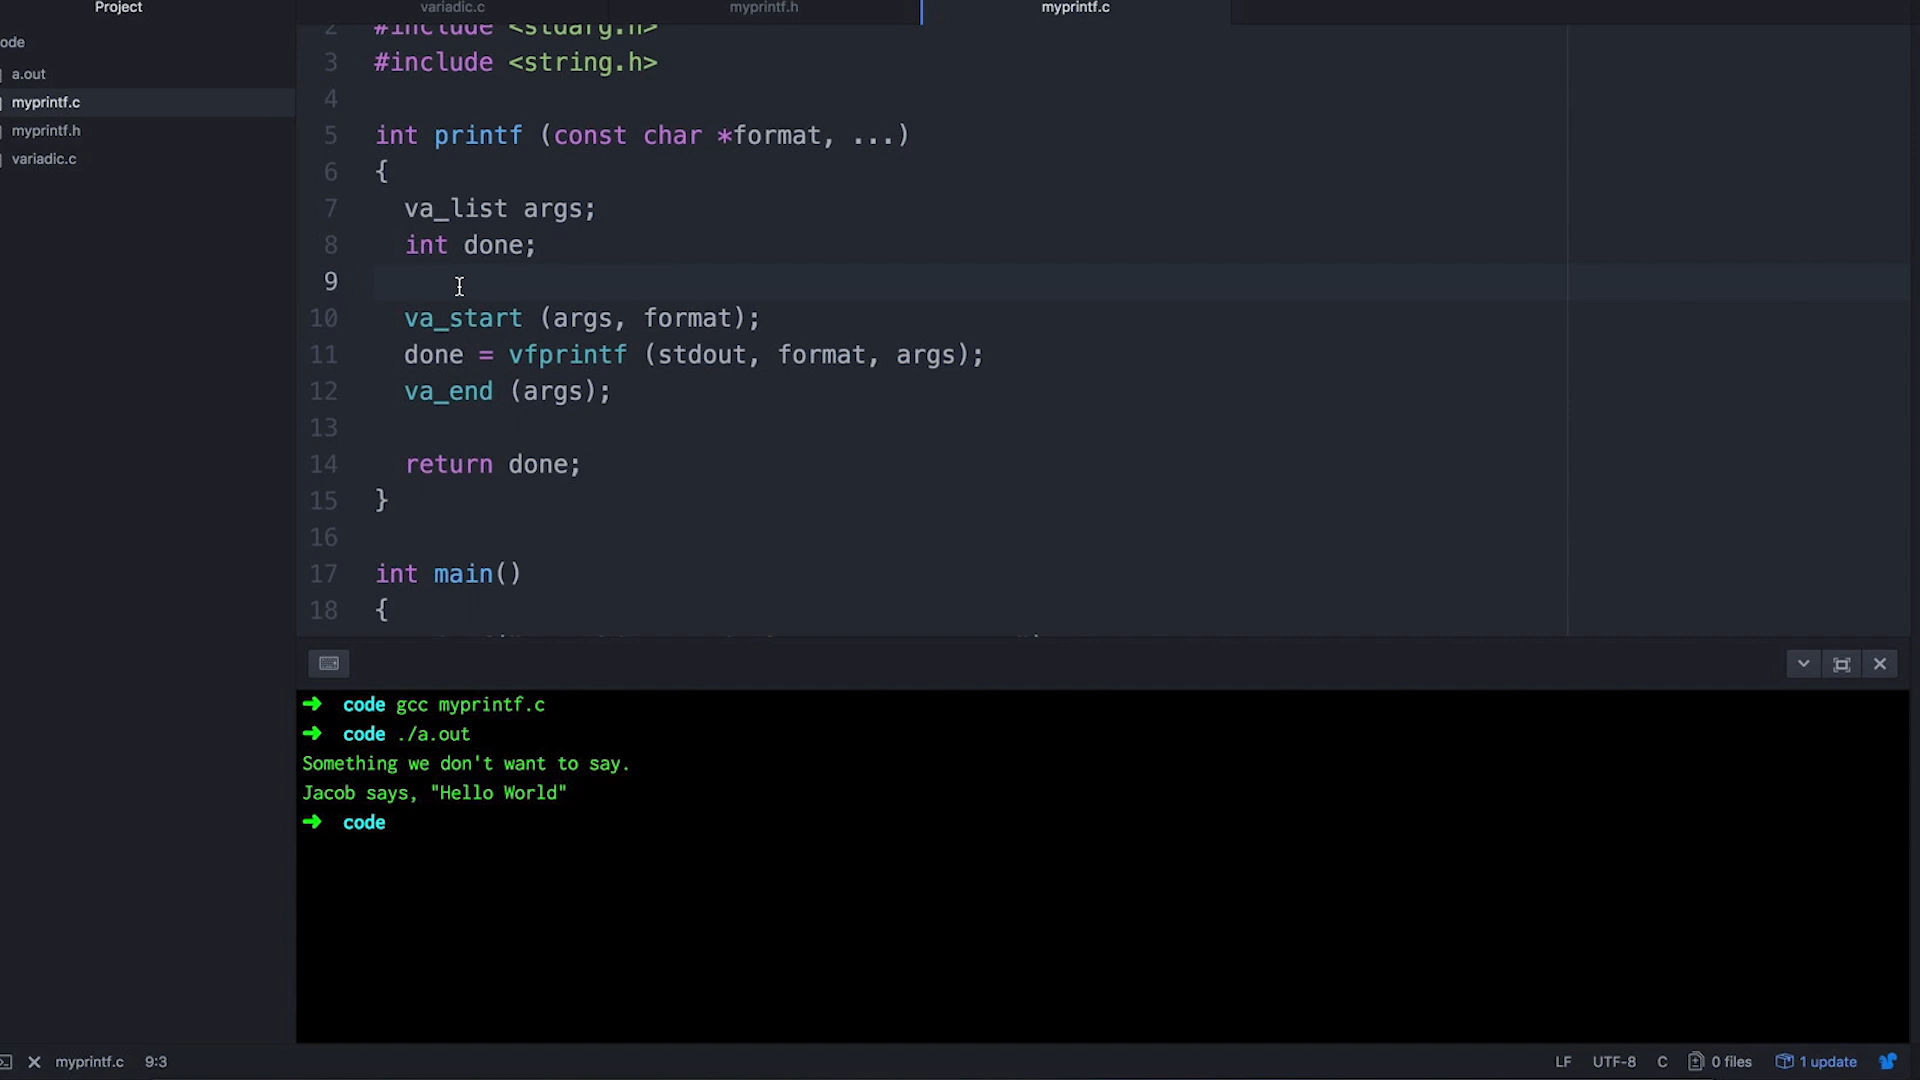 Project
variadic.c
myprintf.h
myprintf.c
ode
a.out
myprintf.c
myprintf.h
variadic.c
2 #include <stdarg.h>
3 #include <string.h>
4
5 int printf (const char *format, ...)
6 {
7 va_list args;
8 int done;
9
10 va_start (args, format);
11 done = vfprintf (stdout, format, args);
12 va_end (args);
13
14 return done;
15 }
16
17 int main()
18 {
➜ code gcc myprintf.c
➜ code ./a.out
Something we don't want to say.
Jacob says, "Hello World"
➜ code
myprintf.c 9:3
LF UTF-8 C 0 files 1 update